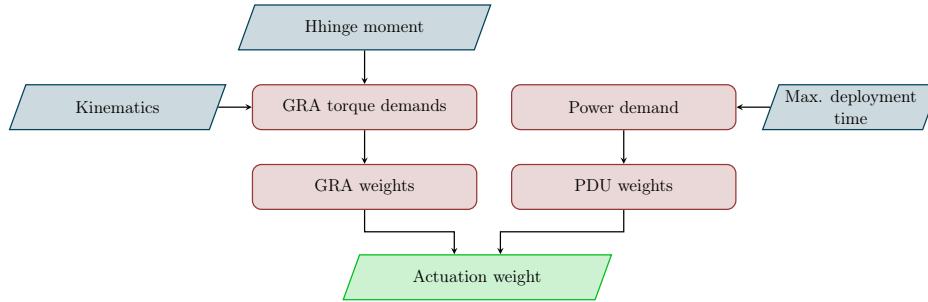 Hhinge moment
Kinematics
GRA torque demands
Power demand
Max. deployment
time
GRA weights
PDU weights
Actuation weight